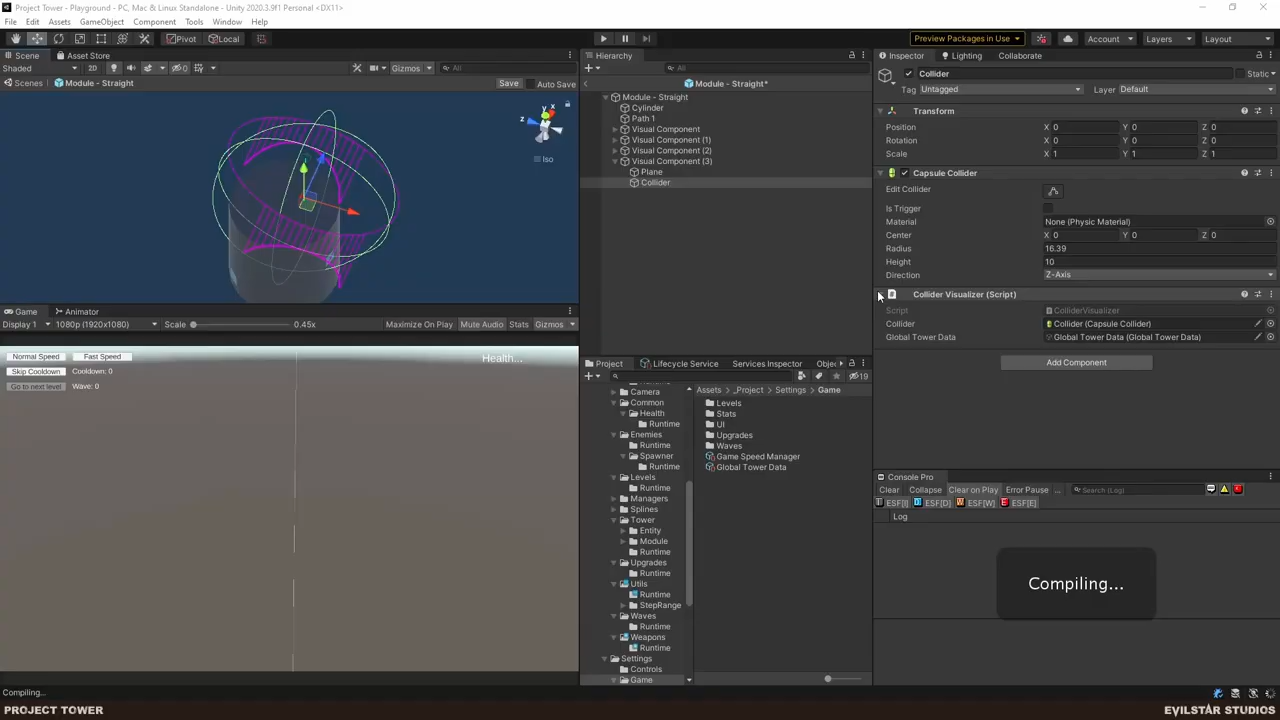 Project Tower - Playground - PC, Mac & Linux Standalone - Unity 2020.3.9f1 Personal <DX11>
File Edit Assets GameObject Component Tools Window Help
Pivot Local Preview Packages in Use Account Layers Layout
Scene Asset Store
Shaded 2D 0 Gizmos All
Scenes Module - Straight Save Auto Save
y x z
Iso
Game Animator
Display 1 1080p (1920x1080) Scale 0.45x Maximize On Play Mute Audio Stats Gizmos
Normal Speed Fast Speed Health...
Skip Cooldown Cooldown: 0
Go to next level Wave: 0
Hierarchy
All
Module - Straight*
Module - Straight
Cylinder
Path 1
Visual Component
Visual Component (1)
Visual Component (2)
Visual Component (3)
Plane
Collider
Project Lifecycle Service Services Inspector Objec
19
Runtime
Camera
Common
Health
Runtime
Enemies
Runtime
Spawner
Runtime
Levels
Runtime
Managers
Splines
Tower
Entity
Module
Runtime
Upgrades
Runtime
Utils
Runtime
StepRange
Waves
Runtime
Weapons
Runtime
Settings
Controls
Game
Assets _Project Settings Game
Levels
Stats
UI
Upgrades
Waves
Game Speed Manager
Global Tower Data
Inspector Lighting Collaborate
Collider Static
Tag Untagged Layer Default
Transform
Position X 0 Y 0 Z 0
Rotation X 0 Y 0 Z 0
Scale X 1 Y 1 Z 1
Capsule Collider
Edit Collider
Is Trigger
Material None (Physic Material)
Center X 0 Y 0 Z 0
Radius 16.39
Height 10
Direction Z-Axis
Collider Visualizer (Script)
Script ColliderVisualizer
Collider Collider (Capsule Collider)
Global Tower Data Global Tower Data (Global Tower Data)
Add Component
Console Pro
Clear Collapse Clear on Play Error Pause ... Search (Log)
ESF[I] ESF[D] ESF[W] ESF[E]
Log
Compiling...
Compiling...
PROJECT TOWER EVILSTAR STUDIOS